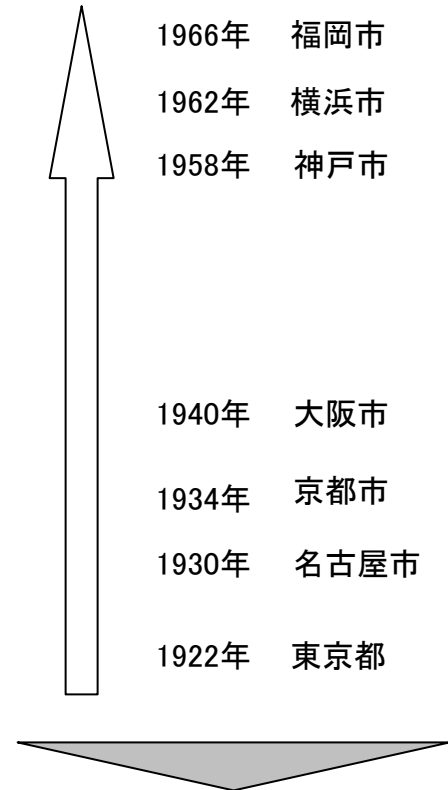 1966年 福岡市
1962年 横浜市
1958年 神戸市
1940年 大阪市
1934年 京都市
1930年 名古屋市
1922年 東京都